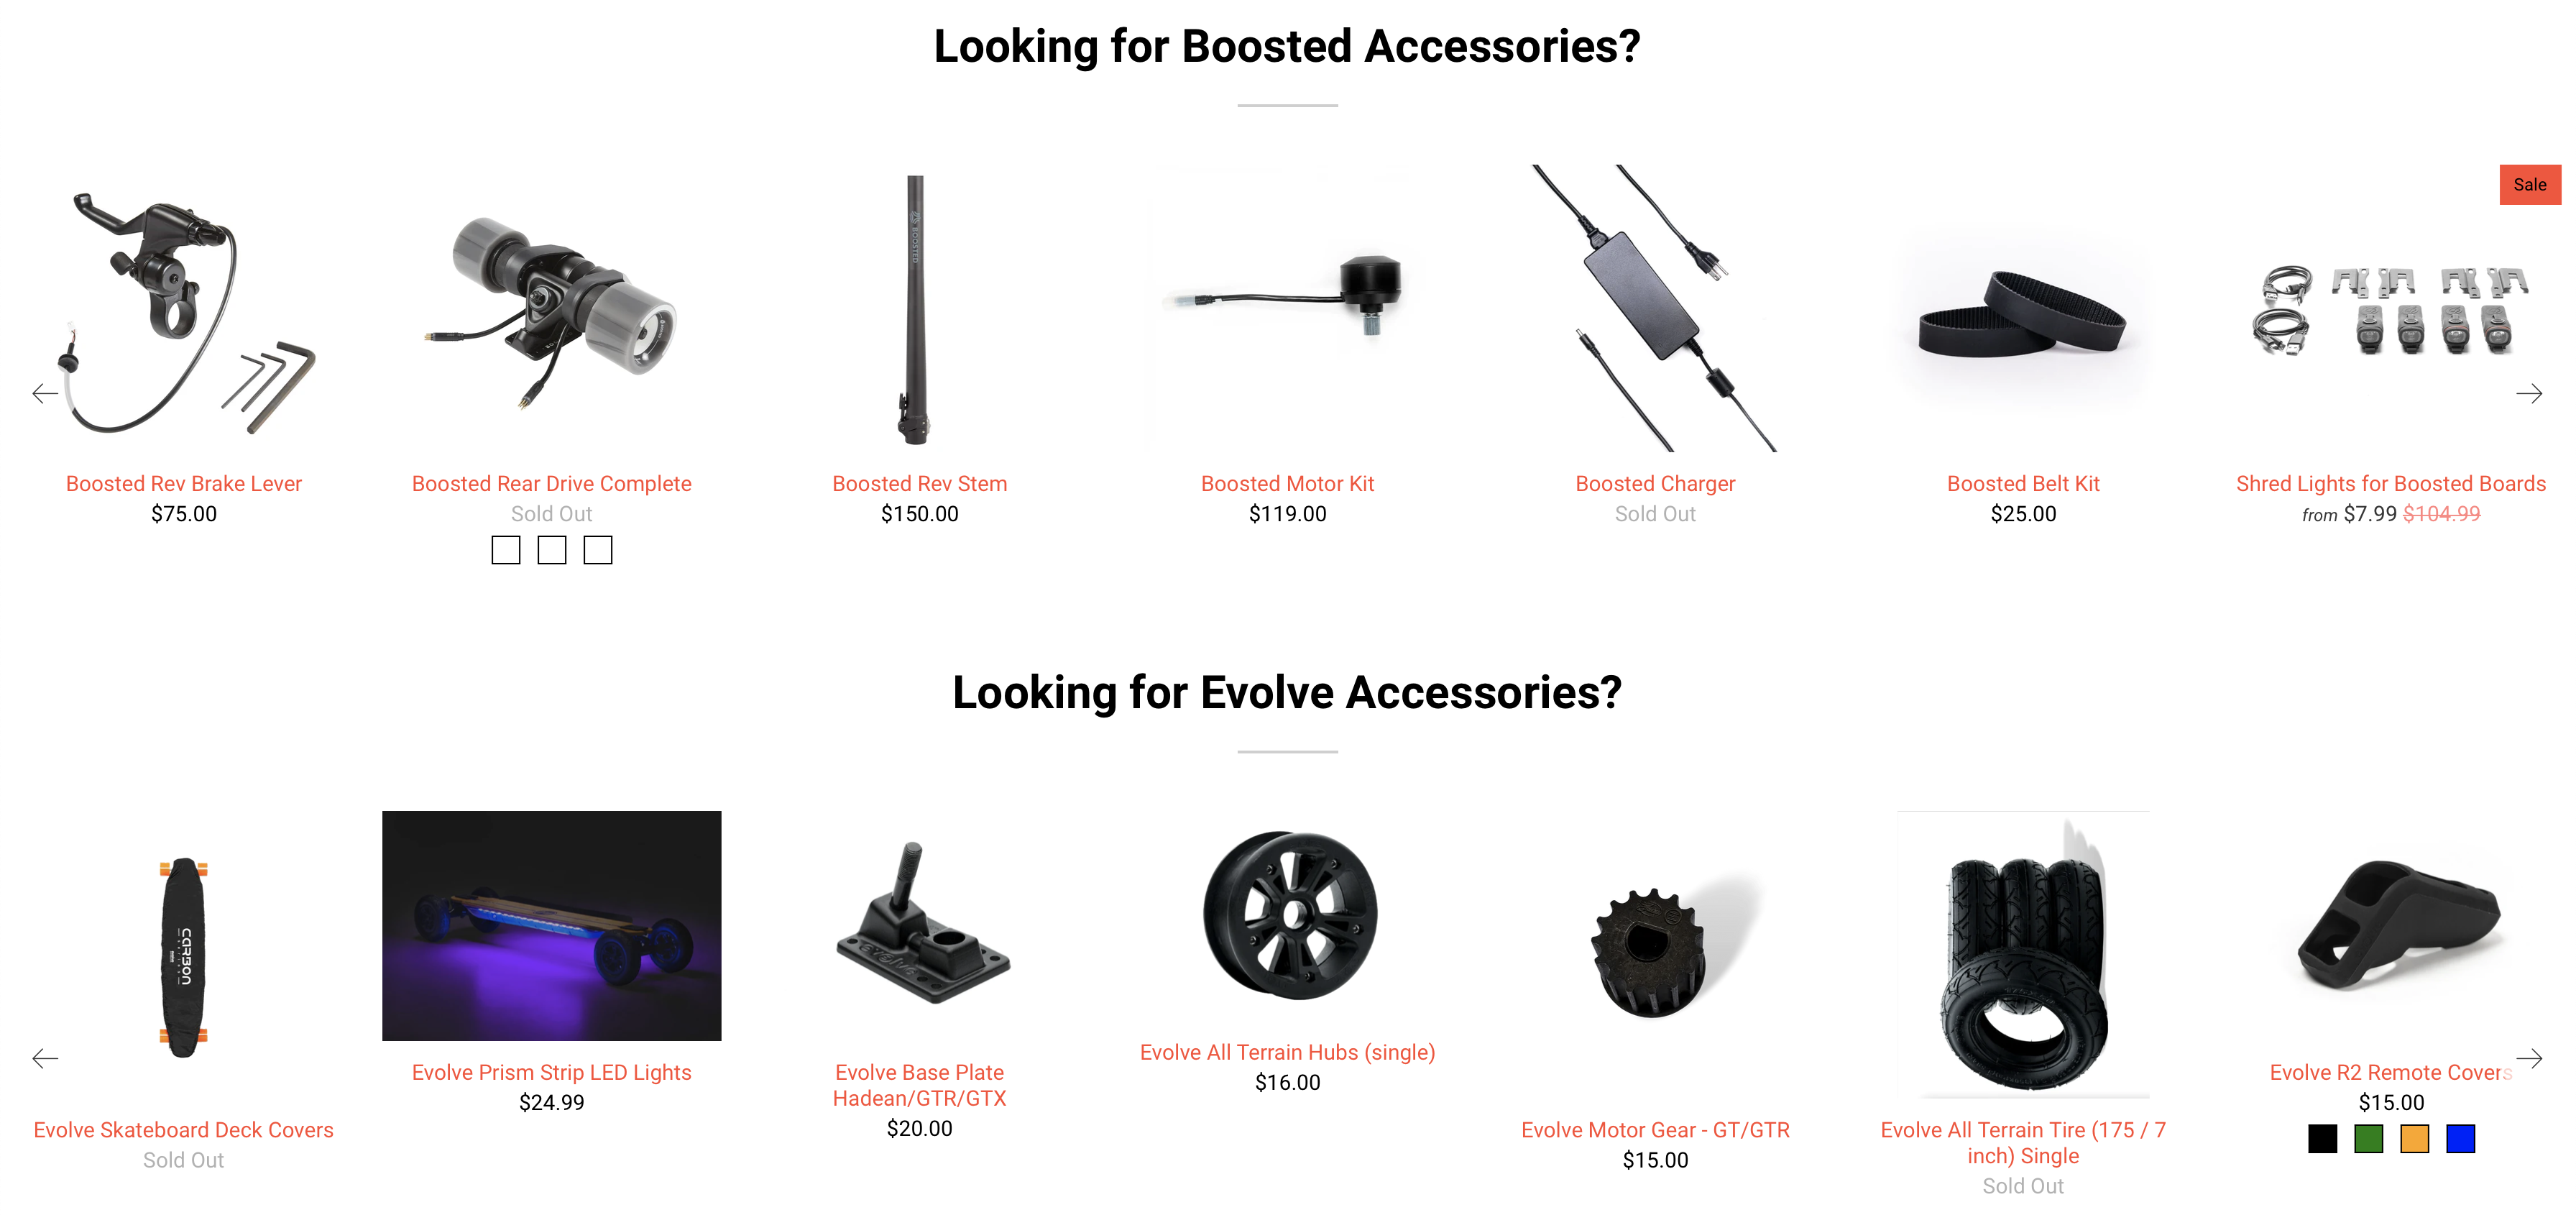 Looking for Boosted Accessories?
Sale
BOOSTED
Boosted Rev Brake Lever
$75.00
Boosted Rear Drive Complete
Sold Out
Boosted Rev Stem
$150.00
Boosted Motor Kit
$119.00
Boosted Charger
Sold Out
Boosted Belt Kit
$25.00
Shred Lights for Boosted Boards
from $7.99 $104.99
Looking for Evolve Accessories?
CARBON
evolve
Evolve Skateboard Deck Covers
Sold Out
Evolve Prism Strip LED Lights
$24.99
Evolve Base Plate
Hadean/GTR/GTX
$20.00
Evolve All Terrain Hubs (single)
$16.00
Evolve Motor Gear - GT/GTR
$15.00
Evolve All Terrain Tire (175 / 7
inch) Single
Sold Out
Evolve R2 Remote Covers
$15.00